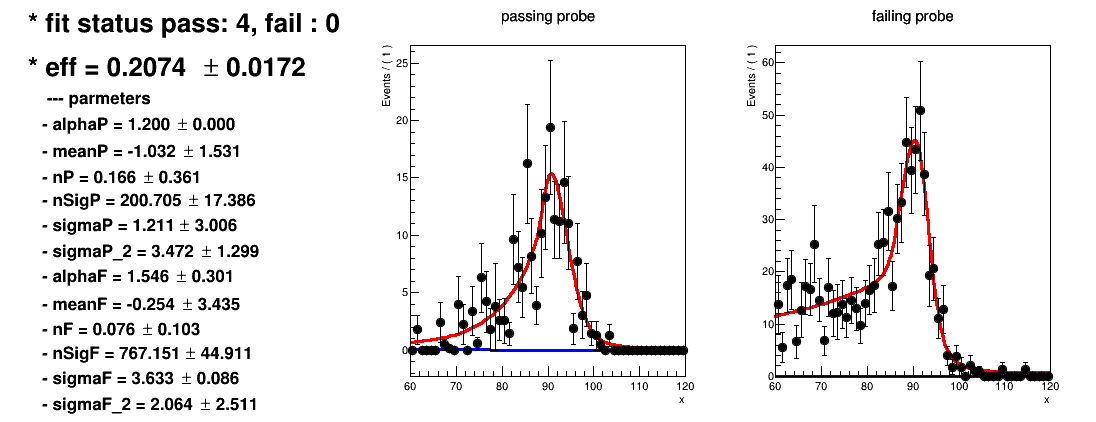 * fit status pass: 4, fail : 0
* eff = 0.2074 ± 0.0172
--- parmeters
- alphaP = 1.200 ± 0.000
- meanP = -1.032 ± 1.531
- nP = 0.166 ± 0.361
- nSigP = 200.705 ± 17.386
- sigmaP = 1.211 ± 3.006
- sigmaP_2 = 3.472 ± 1.299
- alphaF = 1.546 ± 0.301
- meanF = -0.254 ± 3.435
- nF = 0.076 ± 0.103
- nSigF = 767.151 ± 44.911
- sigmaF = 3.633 ± 0.086
- sigmaF_2 = 2.064 ± 2.511
passing probe
Events / ( 1 )
25
20
15
10
5
0
60 70 80 90 100 110 120
x
failing probe
Events / ( 1 )
60
50
40
30
20
10
0
60 70 80 90 100 110 120
x